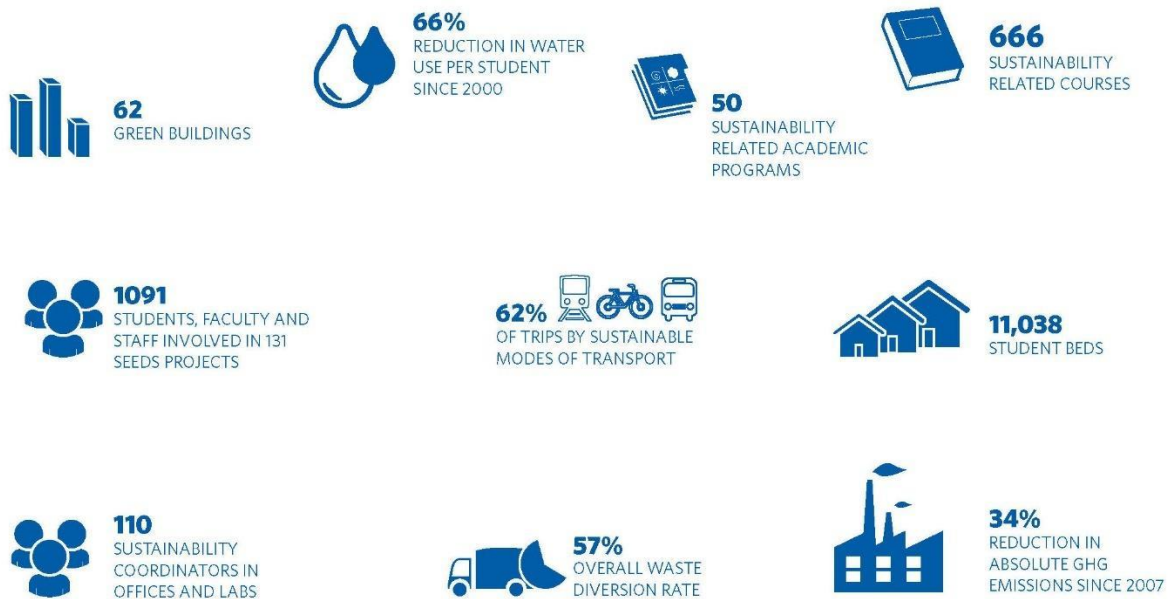 66%
REDUCTION IN WATER
USE PER STUDENT
SINCE 2000
666
SUSTAINABILITY
RELATED COURSES
62
GREEN BUILDINGS
50
SUSTAINABILITY
RELATED ACADEMIC
PROGRAMS
1091
STUDENTS, FACULTY AND
STAFF INVOLVED IN 131
SEEDS PROJECTS
62%
OF TRIPS BY SUSTAINABLE
MODES OF TRANSPORT
11,038
STUDENT BEDS
110
SUSTAINABILITY
COORDINATORS IN
OFFICES AND LABS
57%
OVERALL WASTE
DIVERSION RATE
34%
REDUCTION IN
ABSOLUTE GHG
EMISSIONS SINCE 2007